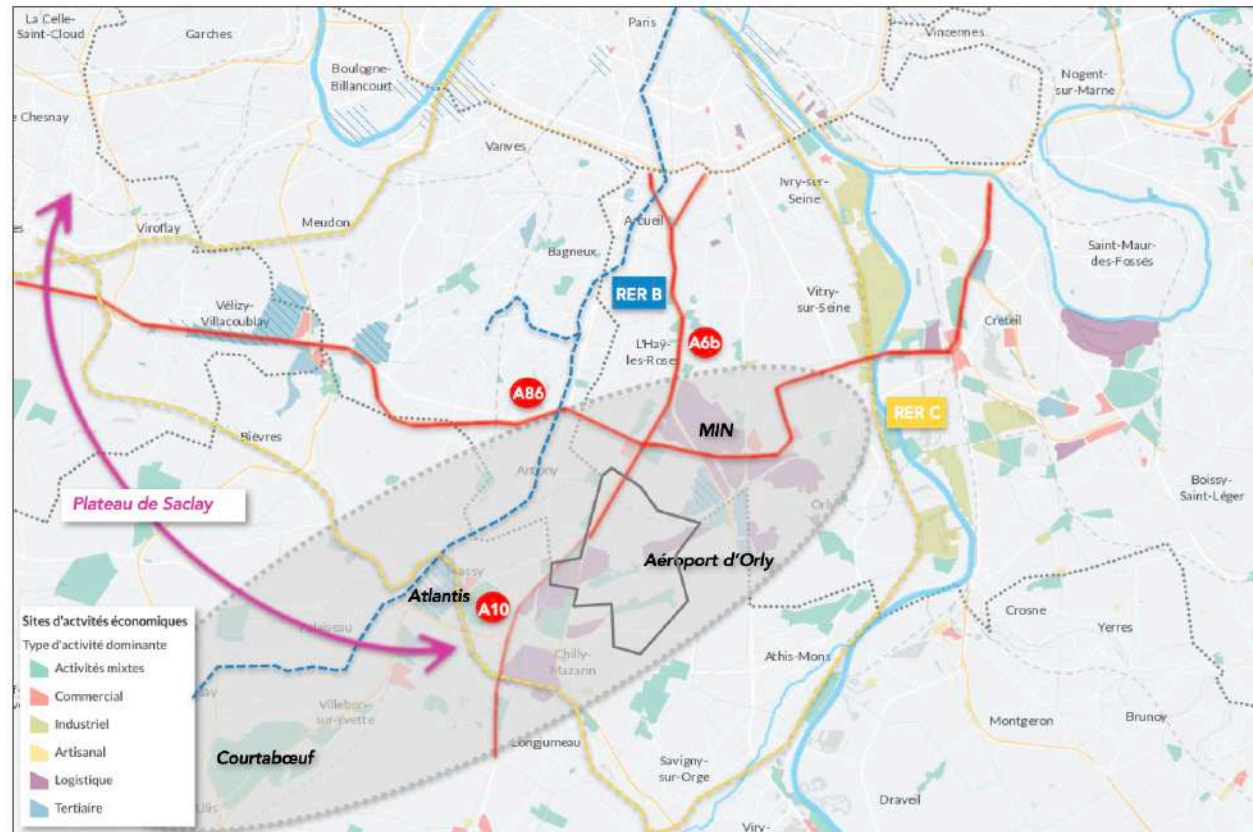 La Celle-
Saint-Cloud
Garches
Paris
Vincennes
Boulogne-
Billancourt
Nogent-
sur-Marne
Chesnay
Vanves
Ivry-sur-
Seine
Viroflay
Meudon
Arcueil
Bagneux
Saint-Maur-
des-Fossés
RER B
Vitry-
sur-Seine
Vélizy-
Villacoublay
Créteil
L'Haÿ-
les-Rose
A6b
A86
RER C
MIN
Bièvres
Antony
Boissy-
Saint-Léger
Plateau de Saclay
Orly
Aéroport d'Orly
Massy
Atlantis
A10
Crosne
Sites d'actvités économiques
Palaiseau
Yerres
Type d'activité dominante
Chilly-
Mazarin
Athis-Mons
Activités mixtes
Commercial
Villebon-
sur-Yvette
Industriel
Montgeron
Brunoy
Artisanal
Courtabœuf
Longjumeau
Savigny-
sur-Orge
Logistique
Tertiaire
Ulis
Draveil
Viry-